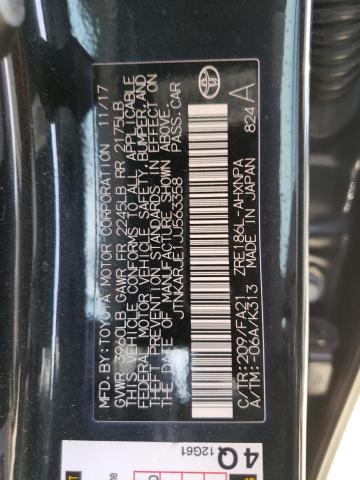 MFD.BY:TOYOTA MOTOR CORPORATION 11/17
GVWR 3960LB GAWR FR 2245LB RR 2175LB
THIS VEHICLE CONFORMS TO ALL APPLICABLE
FEDERAL MOTOR VEHICLE SAFETY, BUMPER,AND
THEFT PREVENTION STANDARDS IN EFFECT ON
THE DATE OF MANUFACTURE SHOWN ABOVE.
JTNKARJE1JJ563358 PASS.CAR
C/TR:209/FA91 ZRE186L-AHXNPA
A/TM:-06A/K313 MADE IN JAPAN 824 A
4Q 12G61